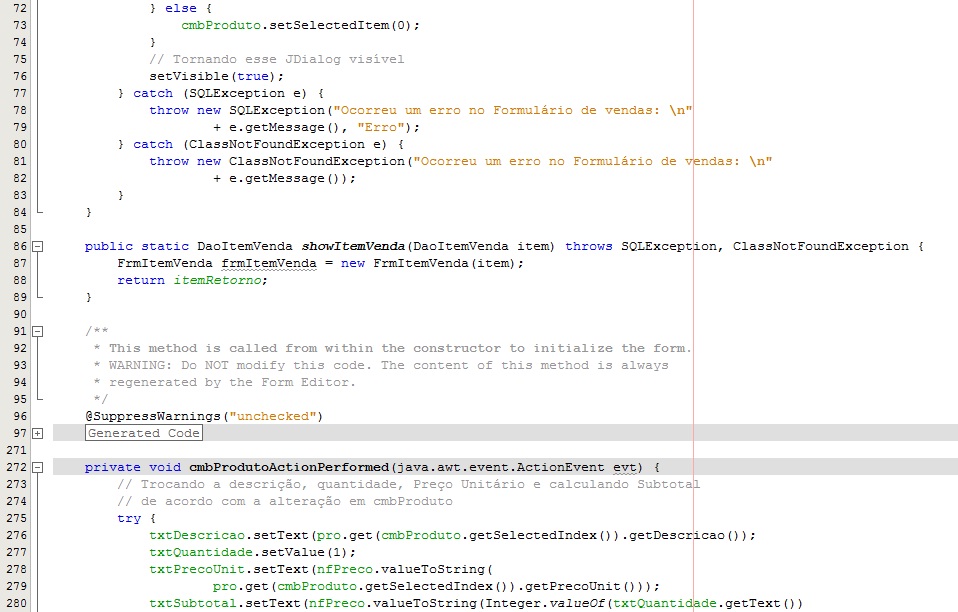 72 } else {
73 cmbProduto.setSelectedItem(0);
74 }
75 // Tornando esse JDialog visível
76 setVisible(true);
77 } catch (SQLException e) {
78 throw new SQLException("Ocorreu um erro no Formulário de vendas: \n"
79 + e.getMessage(), "Erro");
80 } catch (ClassNotFoundException e) {
81 throw new ClassNotFoundException("Ocorreu um erro no Formulário de vendas: \n"
82 + e.getMessage());
83 }
84 }
85
86 public static DaoItemVenda showItemVenda(DaoItemVenda item) throws SQLException, ClassNotFoundException {
87 FrmItemVenda frmItemVenda = new FrmItemVenda(item);
88 return itemRetorno;
89 }
90
91 /**
92 * This method is called from within the constructor to initialize the form.
93 * WARNING: Do NOT modify this code. The content of this method is always
94 * regenerated by the Form Editor.
95 */
96 @SuppressWarnings("unchecked")
97 Generated Code
271
272 private void cmbProdutoActionPerformed(java.awt.event.ActionEvent evt) {
273 // Trocando a descrição, quantidade, Preço Unitário e calculando Subtotal
274 // de acordo com a alteração em cmbProduto
275 try {
276 txtDescricao.setText(pro.get(cmbProduto.getSelectedIndex()).getDescricao());
277 txtQuantidade.setValue(1);
278 txtPrecoUnit.setText(nfPreco.valueToString(
279 pro.get(cmbProduto.getSelectedIndex()).getPrecoUnit()));
280 txtSubtotal.setText(nfPreco.valueToString(Integer.valueOf(txtQuantidade.getText())